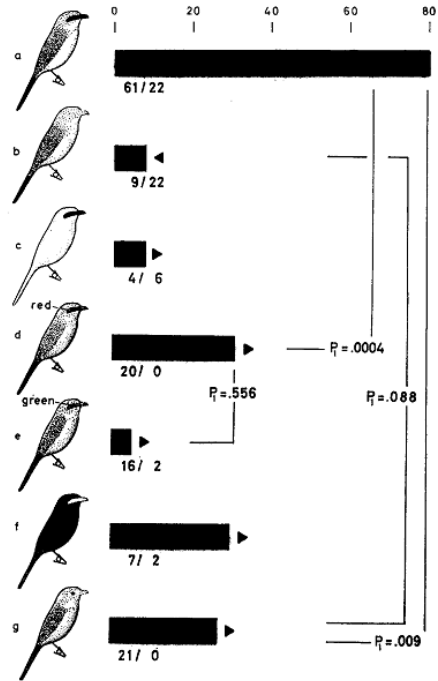 0 20 40 60 80
a
61/22
b
9/22
c
4/ 6
red
d
20/ 0
P₁=.0004
P₁=.556
P₁=.088
green
e
16/ 2
f
7/ 2
g
21/ 0
P₁=.009